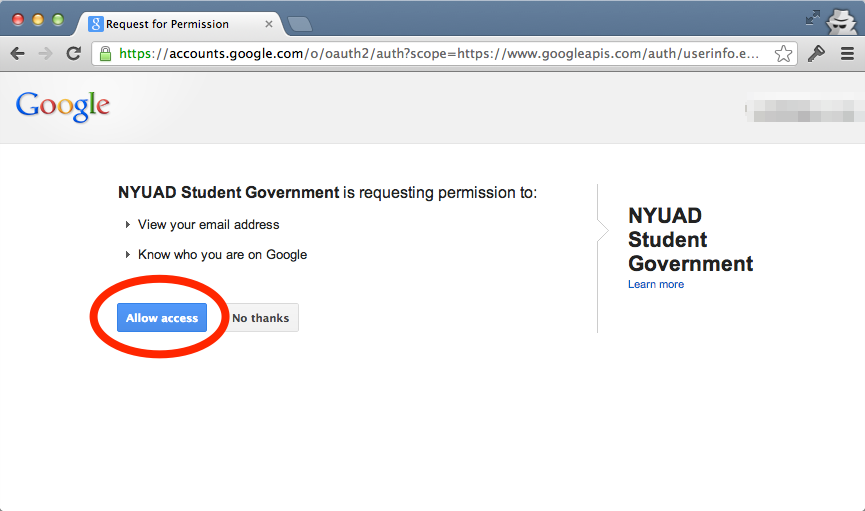 Request for Permission
https://accounts.google.com/o/oauth2/auth?scope=https://www.googleapis.com/auth/userinfo.e...
Google
NYUAD Student Government is requesting permission to:
View your email address
Know who you are on Google
Allow access
No thanks
NYUAD
Student
Government
Learn more